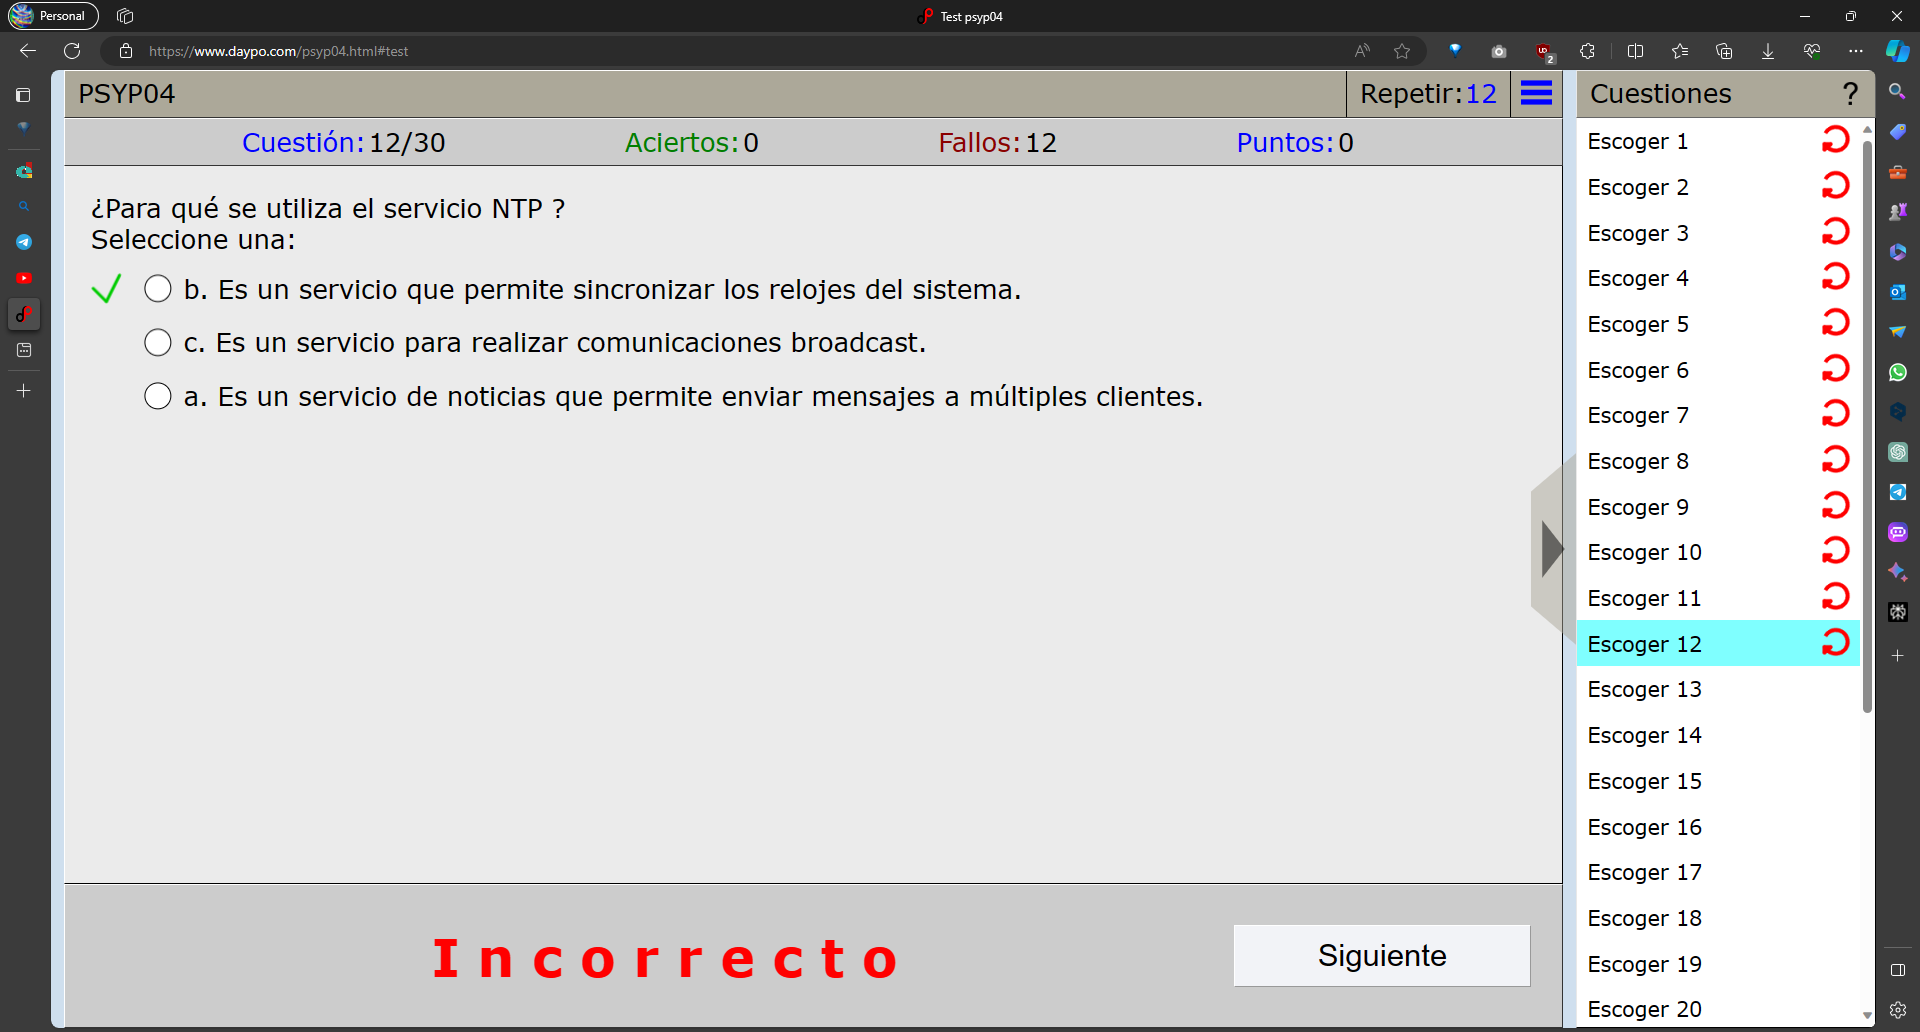 Personal
Test psyp04
https://www.daypo.com/psyp04.html#test
2
PSYP04
Repetir:12
Cuestiones
?
Cuestión:12/30
Aciertos:0
Fallos:12
Puntos:0
¿Para qué se utiliza el servicio NTP ?
Seleccione una:
b. Es un servicio que permite sincronizar los relojes del sistema.
c. Es un servicio para realizar comunicaciones broadcast.
a. Es un servicio de noticias que permite enviar mensajes a múltiples clientes.
Incorrecto
Siguiente
Escoger 1
Escoger 2
Escoger 3
Escoger 4
Escoger 5
Escoger 6
Escoger 7
Escoger 8
Escoger 9
Escoger 10
Escoger 11
Escoger 12
Escoger 13
Escoger 14
Escoger 15
Escoger 16
Escoger 17
Escoger 18
Escoger 19
Escoger 20